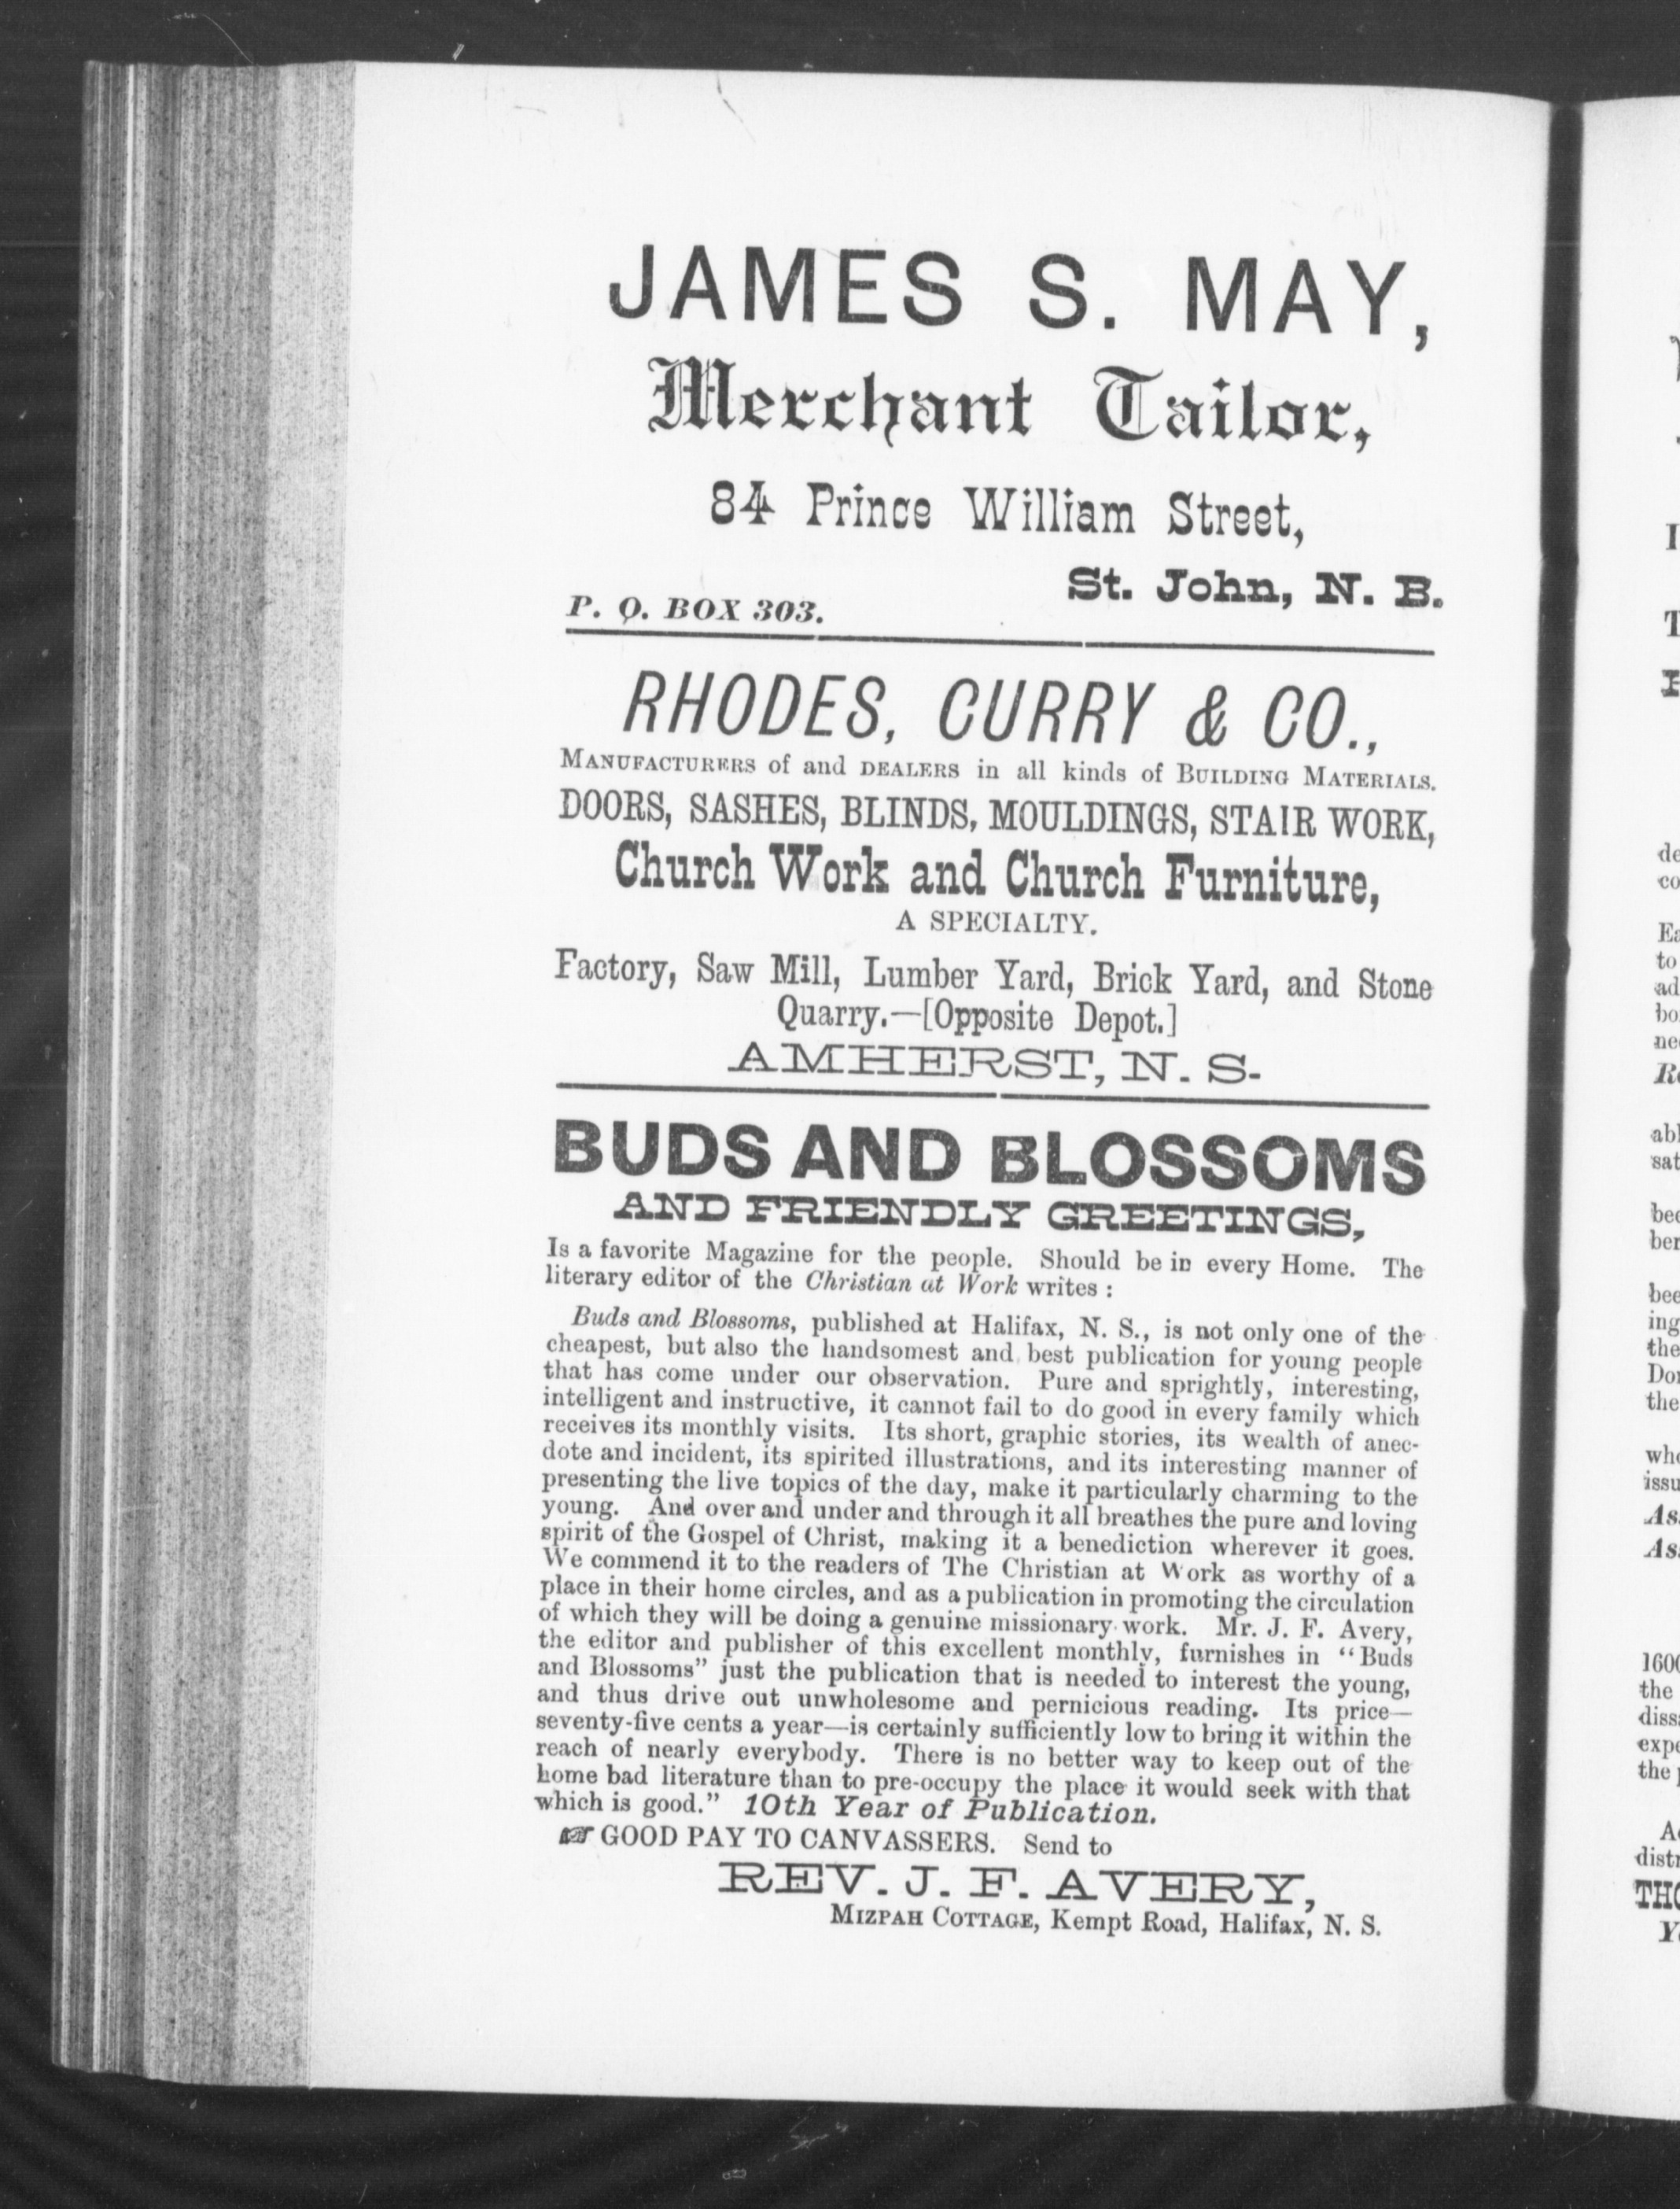 JAMES S. MAY,
Merchant Tailor,
84 Prince William Street,
St. John, N. B.
P. O. BOX 303.
RHODES, CURRY & CO.,
MANUFACTURERS of and DEALERS in all kinds of BUILDING MATERIALS.
DOORS, SASHES, BLINDS, MOULDINGS, STAIR WORK,
Church Work and Church Furniture,
A SPECIALTY.
Factory, Saw Mill, Lumber Yard, Brick Yard, and Stone
Quarry.—[Opposite Depot.]
AMHERST, N. S.
BUDS AND BLOSSOMS
AND FRIENDLY GREETINGS,
Is a favorite Magazine for the people. Should be in every Home. The
literary editor of the Christian at Work writes :
Buds and Blossoms, published at Halifax, N. S., is not only one of the
cheapest, but also the handsomest and best publication for young people
that has come under our observation. Pure and sprightly, interesting,
intelligent and instructive, it cannot fail to do good in every family which
receives its monthly visits. Its short, graphic stories, its wealth of anec-
dote and incident, its spirited illustrations, and its interesting manner of
presenting the live topics of the day, make it particularly charming to the
young. And over and under and through it all breathes the pure and loving
spirit of the Gospel of Christ, making it a benediction wherever it goes.
We commend it to the readers of The Christian at Work as worthy of a
place in their home circles, and as a publication in promoting the circulation
of which they will be doing a genuine missionary work. Mr. J. F. Avery,
the editor and publisher of this excellent monthly, furnishes in "Buds
and Blossoms" just the publication that is needed to interest the young,
and thus drive out unwholesome and pernicious reading. Its price—
seventy-five cents a year—is certainly sufficiently low to bring it within the
reach of nearly everybody. There is no better way to keep out of the
home bad literature than to pre-occupy the place it would seek with that
which is good." 10th Year of Publication.
☞ GOOD PAY TO CANVASSERS. Send to
REV. J. F. AVERY,
MIZPAH COTTAGE, Kempt Road, Halifax, N. S.